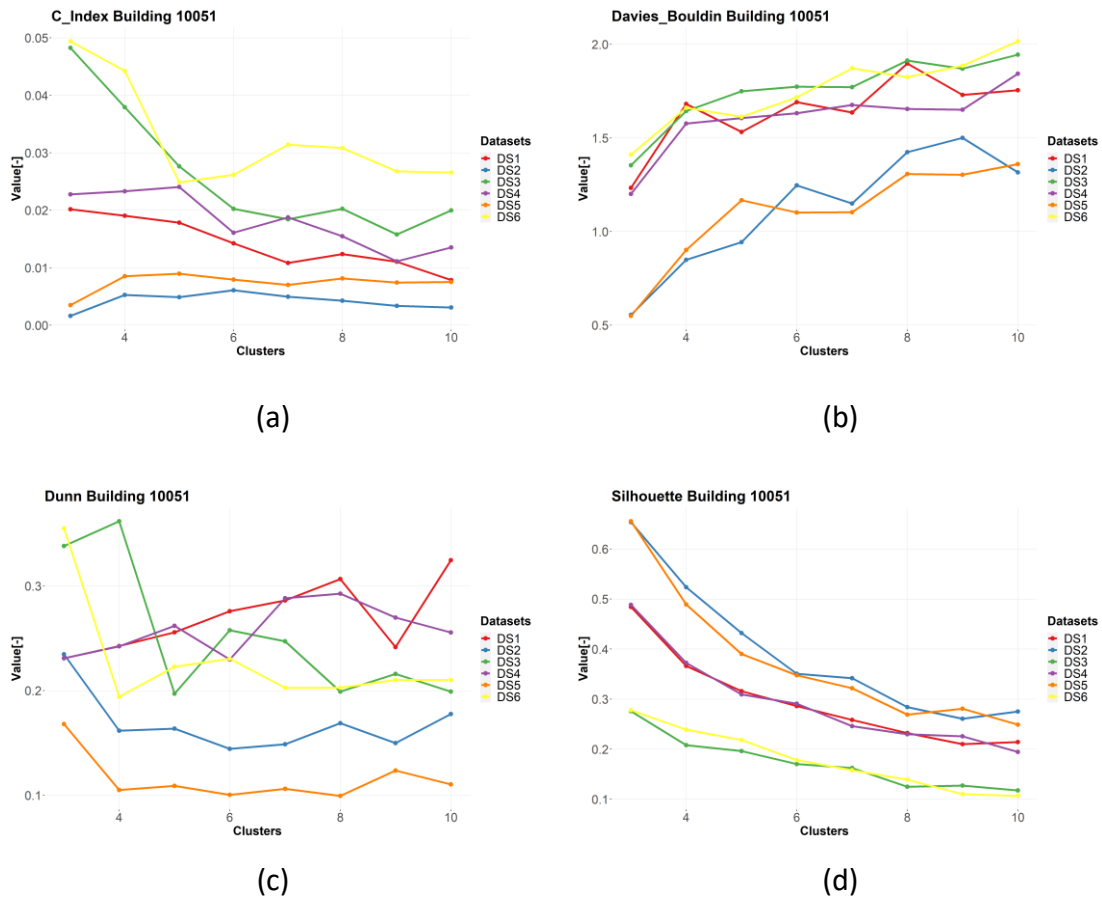 C_Index Building 10051
0.05
0.04
0.03
0.02
0.01
0.00
Value[-]
4 6 8 10
Clusters
Datasets
DS1
DS2
DS3
DS4
DS5
DS6
(a)
Davies_Bouldin Building 10051
2.0
1.5
1.0
0.5
Value[-]
4 6 8 10
Clusters
Datasets
DS1
DS2
DS3
DS4
DS5
DS6
(b)
Dunn Building 10051
0.3
0.2
0.1
Value[-]
4 6 8 10
Clusters
Datasets
DS1
DS2
DS3
DS4
DS5
DS6
(c)
Silhouette Building 10051
0.6
0.5
0.4
0.3
0.2
0.1
Value[-]
4 6 8 10
Clusters
Datasets
DS1
DS2
DS3
DS4
DS5
DS6
(d)